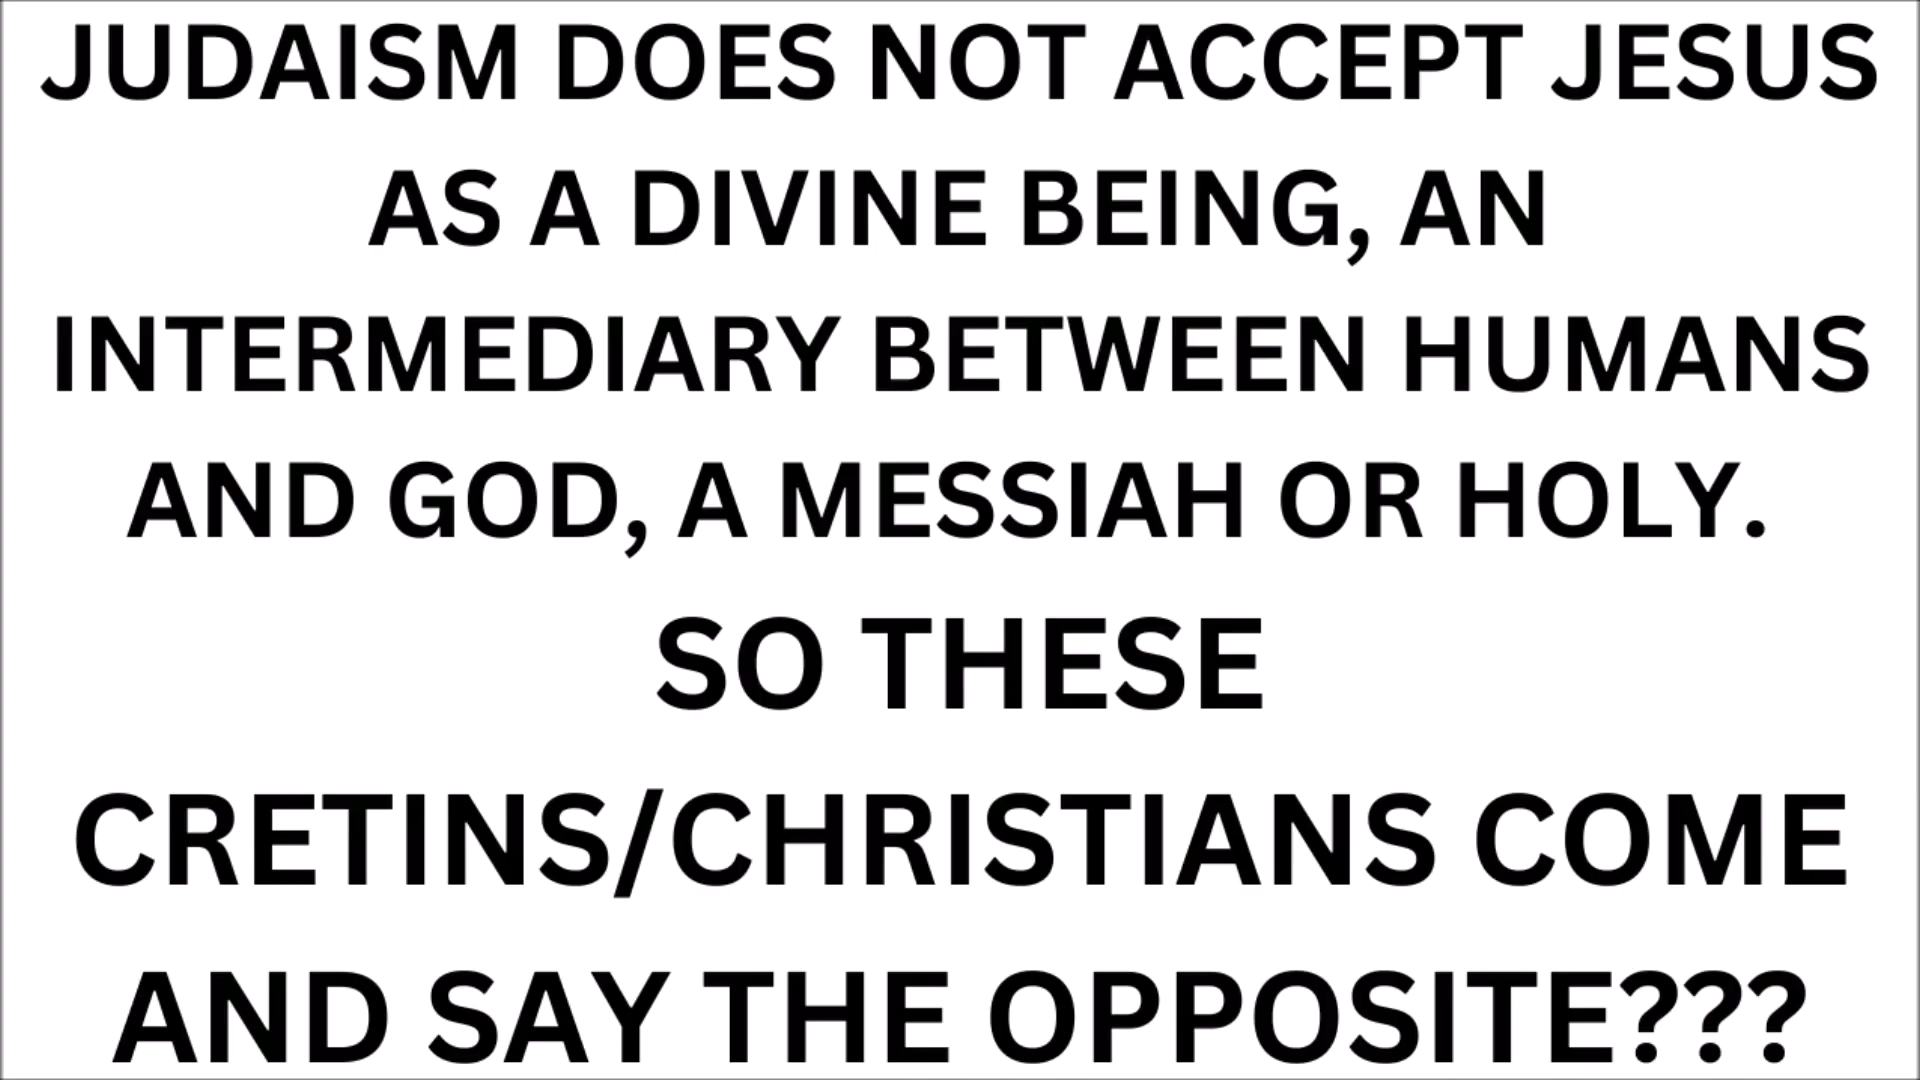 JUDAISM DOES NOT ACCEPT JESUS
AS A DIVINE BEING, AN
INTERMEDIARY BETWEEN HUMANS
AND GOD, A MESSIAH OR HOLY.
SO THESE
CRETINS/CHRISTIANS COME
AND SAY THE OPPOSITE???